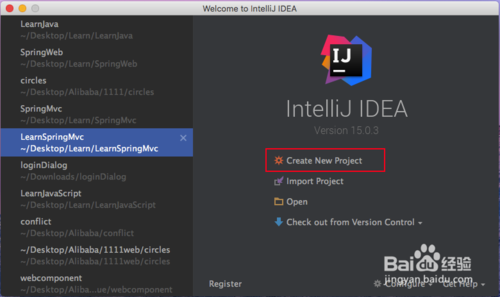 Welcome to IntelliJ IDEA
LearnJava
~/Desktop/Learn/LearnJava
SpringWeb
~/Desktop/Learn/SpringWeb
circles
~/Desktop/Alibaba/1111/circles
SpringMvc
~/Desktop/Learn/SpringMvc
LearnSpringMvc
~/Desktop/Learn/LearnSpringMvc
loginDialog
~/Downloads/loginDialog
LearnJavaScript
~/Desktop/Learn/LearnJavaScript
conflict
~/Desktop/Alibaba/conflict
~/Desktop/Alibaba/1111web/circles
~/Desktop/Alibaba/1111web/circles
webcomponent
~/Desktop/Aliba...ue/webcomponent
IJ
IntelliJ IDEA
Version 15.0.3
Create New Project
Import Project
Open
Check out from Version Control
Register
Configure
Get Help
Baidu经验
jingyan.baidu.com